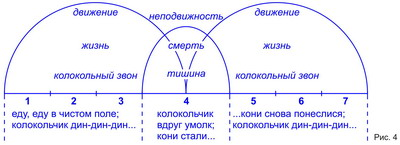 движение неподвижность движение
жизнь смерть жизнь
колокольный звон тишина колокольный звон
1 2 3 4 5 6 7
еду, еду в чистом поле; колокольчик ...кони снова понеслися;
колокольчик дин-дин-дин... вдруг умолк; колокольчик дин-дин-дин...
кони стали... Рис. 4